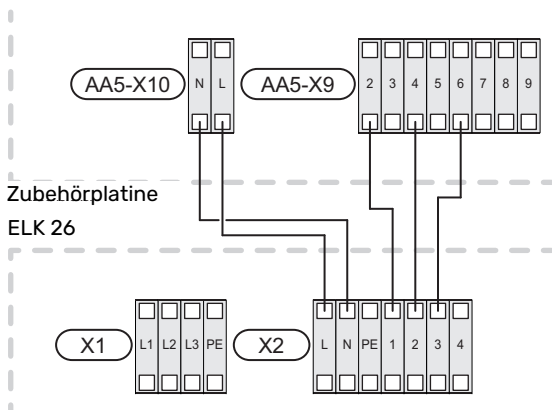 AA5-X10 N L AA5-X9 2 3 4 5 6 7 8 9
Zubehörplatine
ELK 26
X1 L1 L2 L3 PE X2 L N PE 1 2 3 4